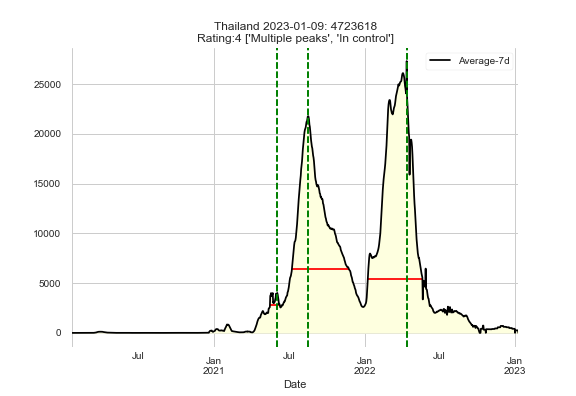 Thailand 2023-01-09: 4723618
Rating:4 ['Multiple peaks', 'In control']
Average-7d
25000
20000
15000
10000
5000
0
Jul
Jan
2021
Jul
Jan
2022
Jul
Jan
2023
Date